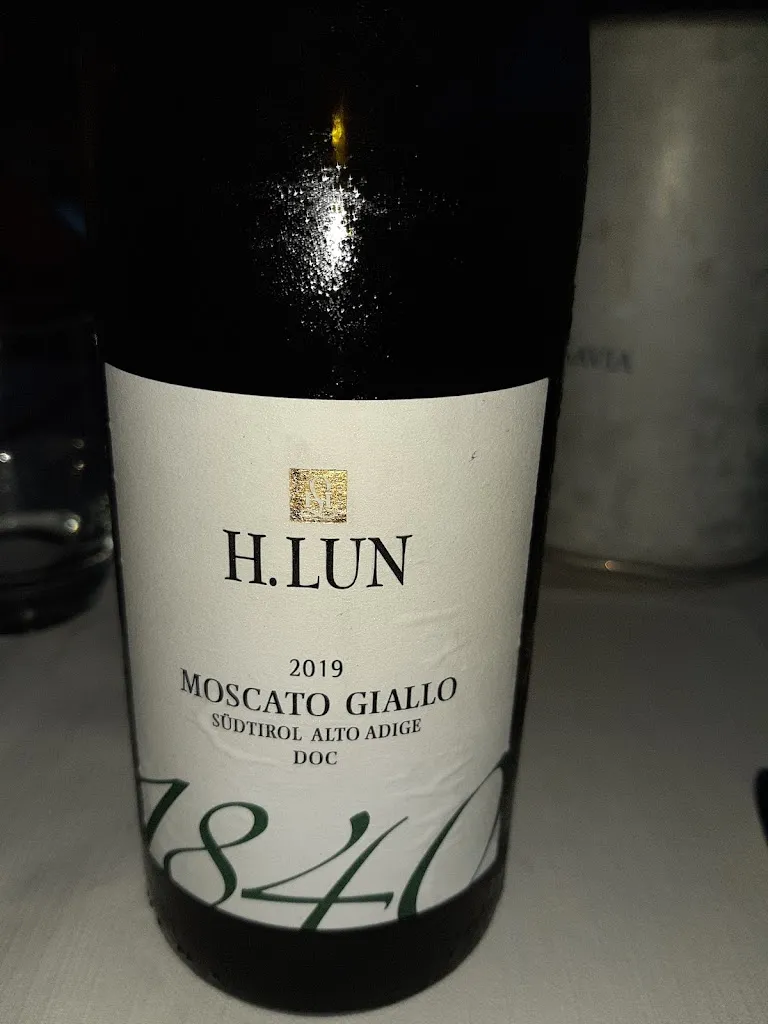 H.LUN
2019
MOSCATO GIALLO
SÜDTIROL ALTO ADIGE
DOC
1840